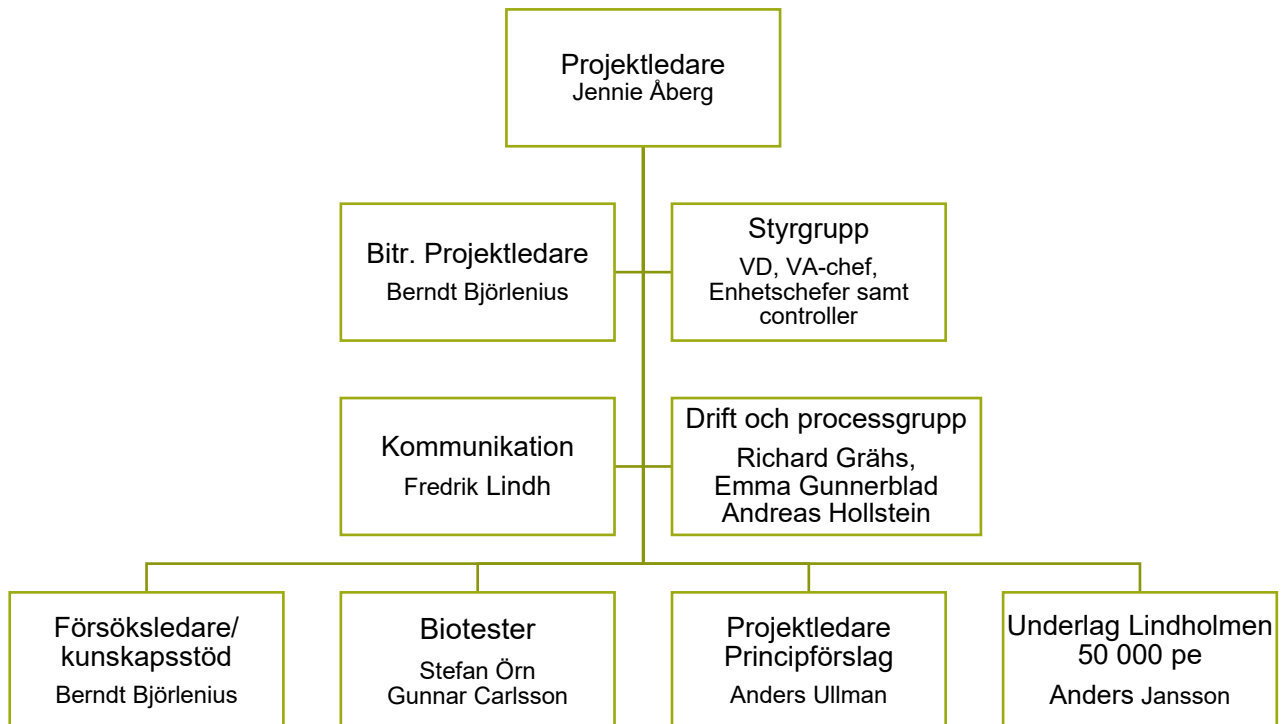 Projektledare
Jennie Åberg
Bitr. Projektledare
Berndt Björlenius
Styrgrupp
VD, VA-chef,
Enhetschefer samt
controller
Kommunikation
Fredrik Lindh
Drift och processgrupp
Richard Grähs,
Emma Gunnerblad
Andreas Hollstein
Försöksledare/
kunskapsstöd
Berndt Björlenius
Biotester
Stefan Örn
Gunnar Carlsson
Projektledare
Principförslag
Anders Ullman
Underlag Lindholmen
50 000 pe
Anders Jansson